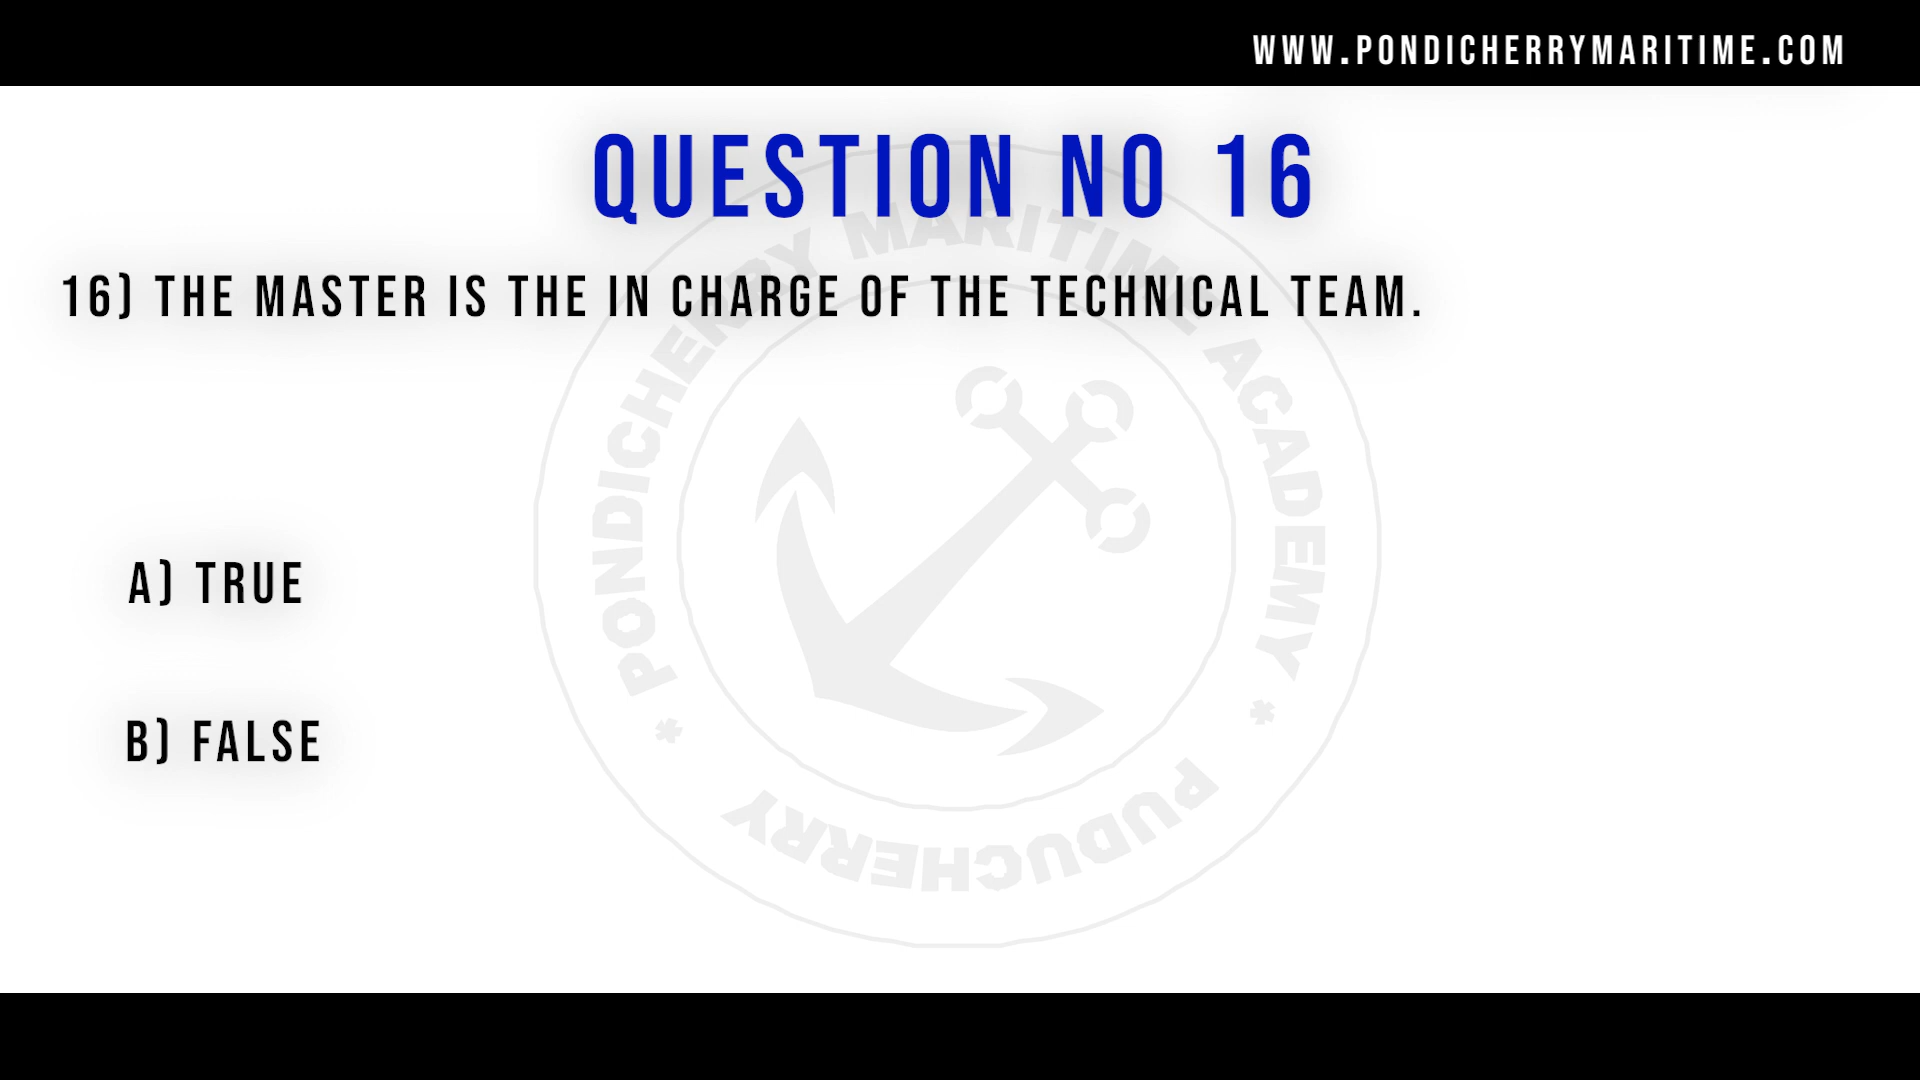 WWW.PONDICHERRYMARITIME.COM
QUESTION NO 16
16) THE MASTER IS THE IN CHARGE OF THE TECHNICAL TEAM.
PONDICHERRY MARITIME ACADEMY
A) TRUE
B) FALSE
* PUDUCHERRY *